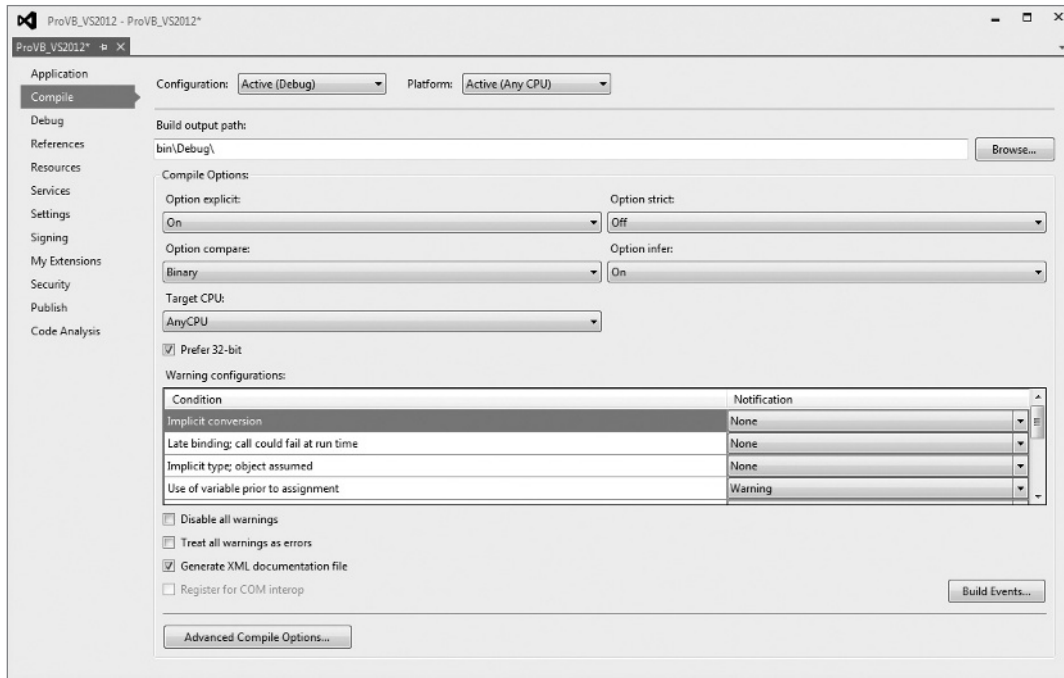 ProVB_VS2012 - ProVB_VS2012*
ProVB_VS2012*
Application
Compile
Debug
References
Resources
Services
Settings
Signing
My Extensions
Security
Publish
Code Analysis
Configuration: Active (Debug) Platform: Active (Any CPU)
Build output path:
bin\Debug\ Browse...
Compile Options:
Option explicit: Option strict:
On Off
Option compare: Option infer:
Binary On
Target CPU:
AnyCPU
Prefer 32-bit
Warning configurations:
Condition Notification
Implicit conversion None
Late binding; call could fail at run time None
Implicit type; object assumed None
Use of variable prior to assignment Warning
Disable all warnings
Treat all warnings as errors
Generate XML documentation file
Register for COM interop Build Events...
Advanced Compile Options...